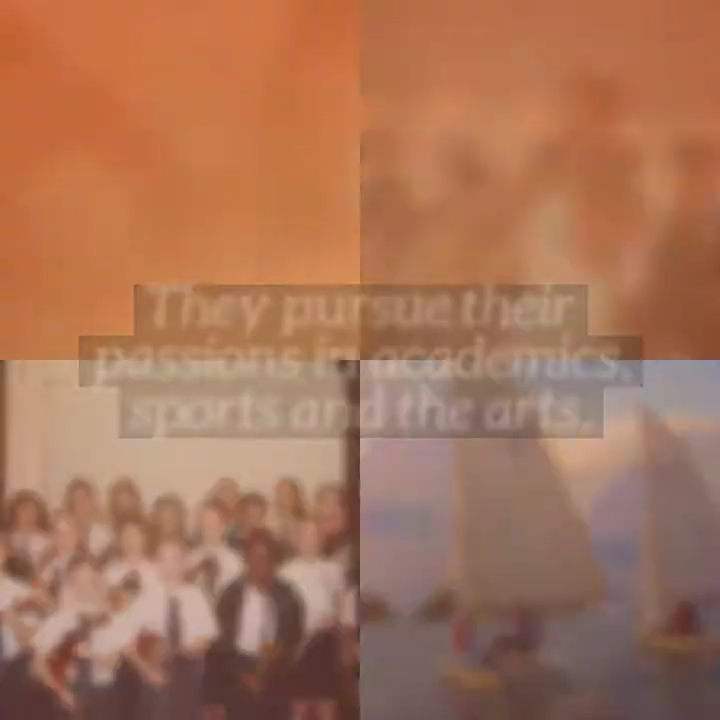 They pursue their
passions in academics,
sports and the arts.